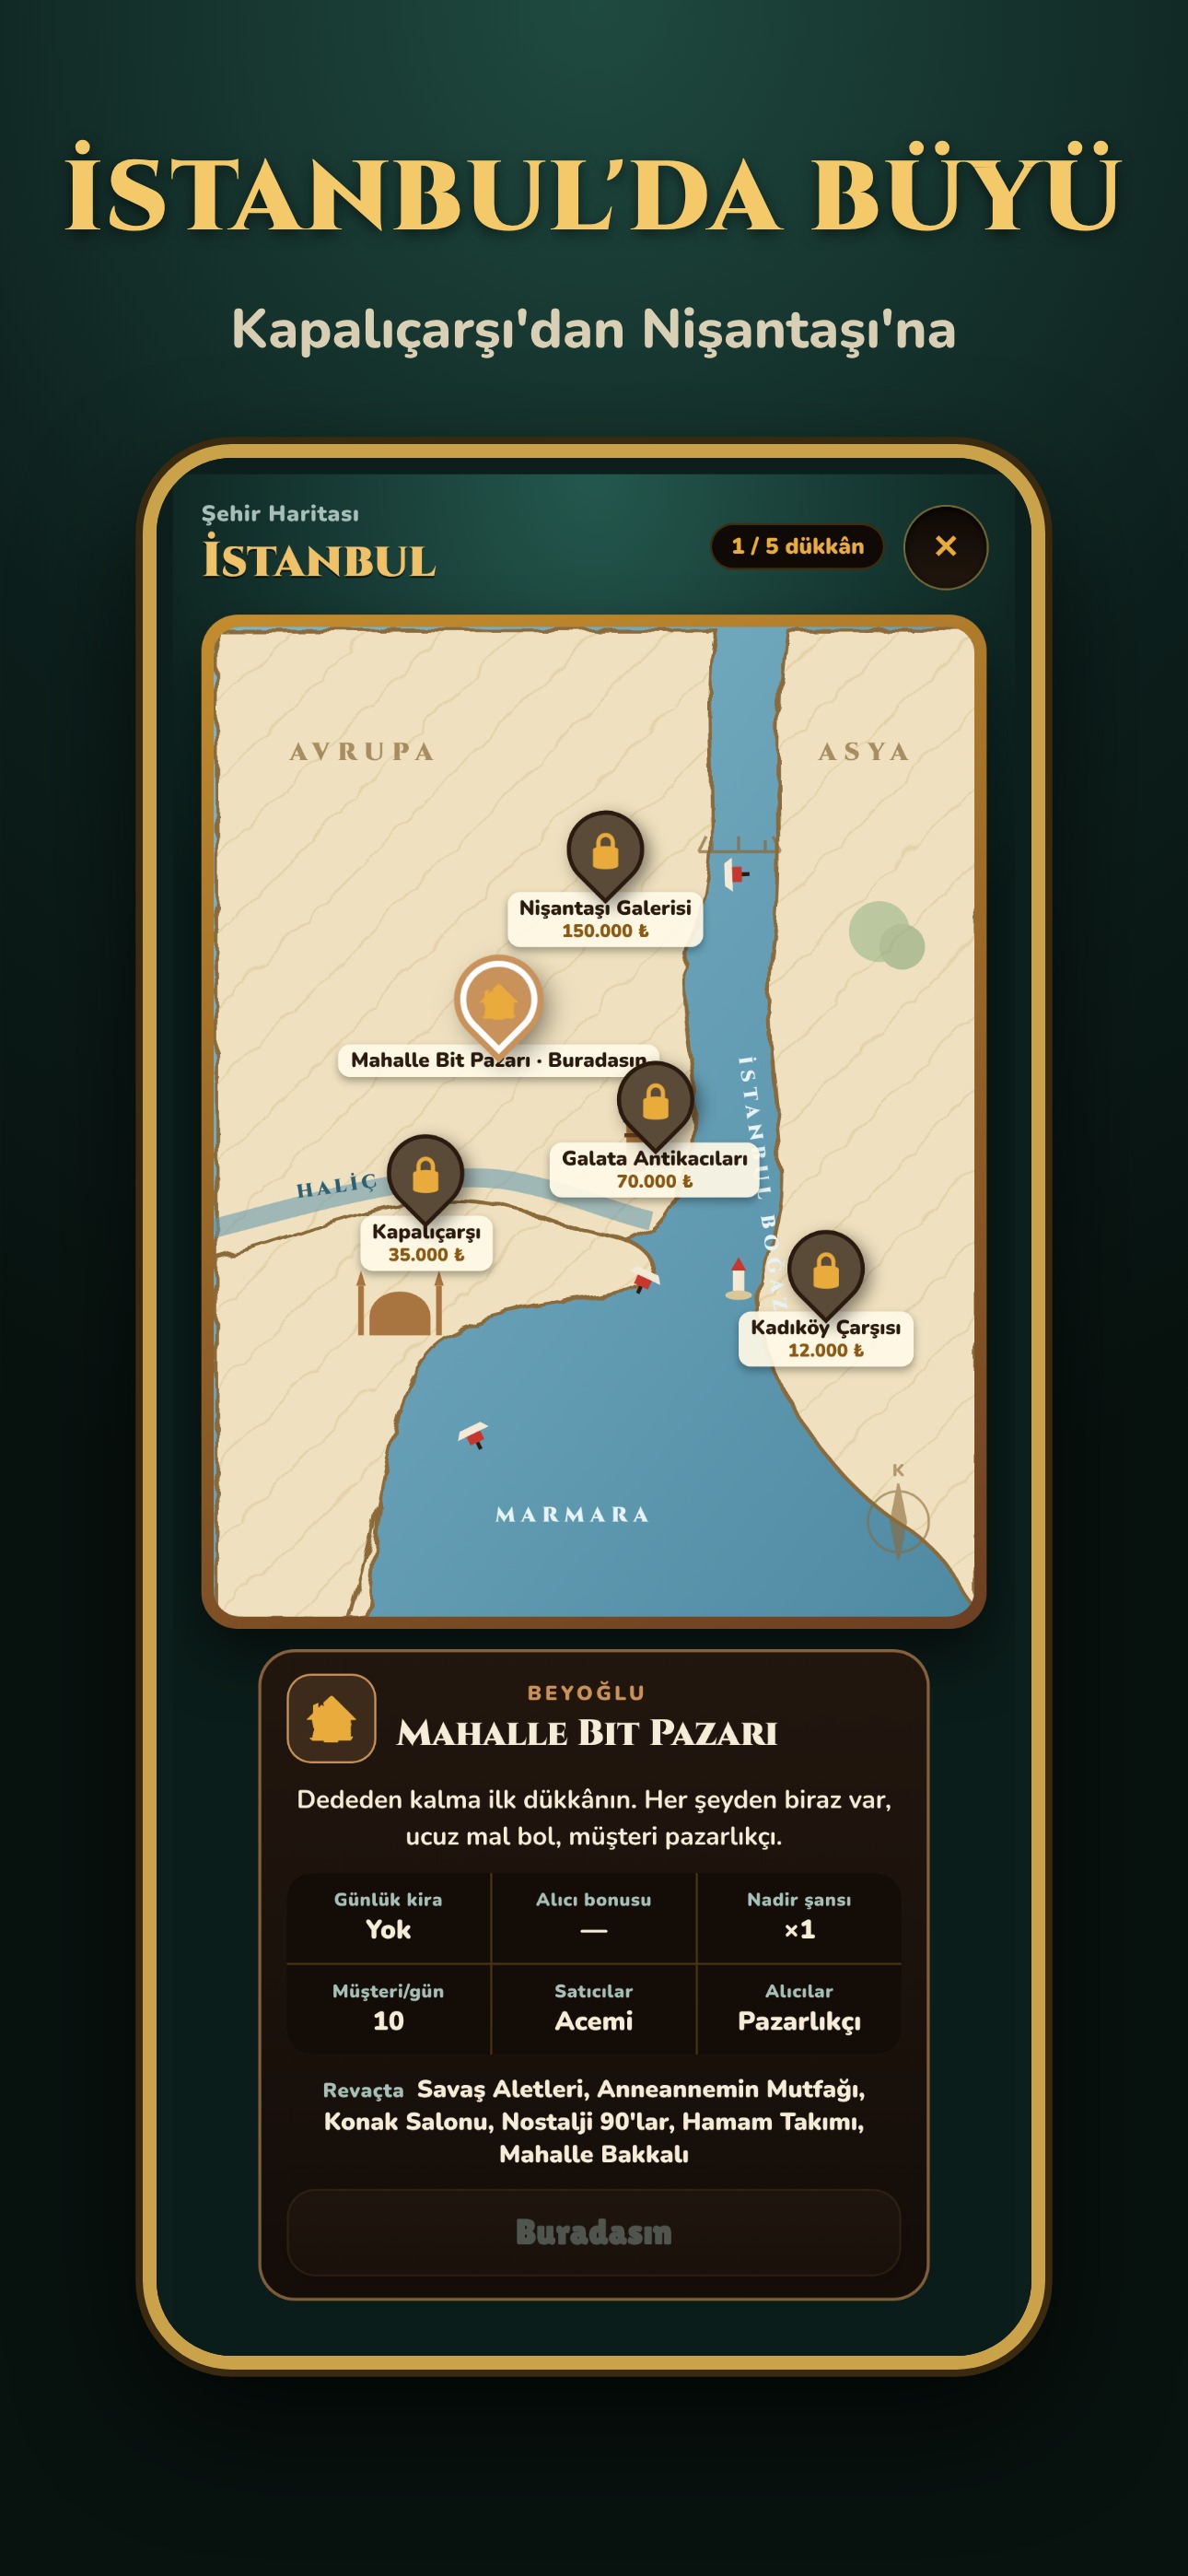 İSTANBUL’DA BÜYÜ
Kapalıçarşı'dan Nişantaşı'na
Şehir Haritası
İSTANBUL
1 / 5 dükkân
✕
AVRUPA
ASYA
Nişantaşı Galerisi
150.000 ₺
Mahalle Bit Pazarı · Buradasın
Galata Antikacıları
70.000 ₺
İSTANBUL BOĞAZ
HALİÇ
Kapalıçarşı
35.000 ₺
Kadıköy Çarşısı
12.000 ₺
K
MARMARA
BEYOĞLU
MAHALLE BIT PAZARI
Dededen kalma ilk dükkânın. Her şeyden biraz var,
ucuz mal bol, müşteri pazarlıkçı.
Günlük kira
Alıcı bonusu
Nadir şansı
Yok
—
×1
Müşteri/gün
Satıcılar
Alıcılar
10
Acemi
Pazarlıkçı
Revaçta Savaş Aletleri, Anneannemin Mutfağı,
Konak Salonu, Nostalji 90'lar, Hamam Takımı,
Mahalle Bakkalı
Buradasın